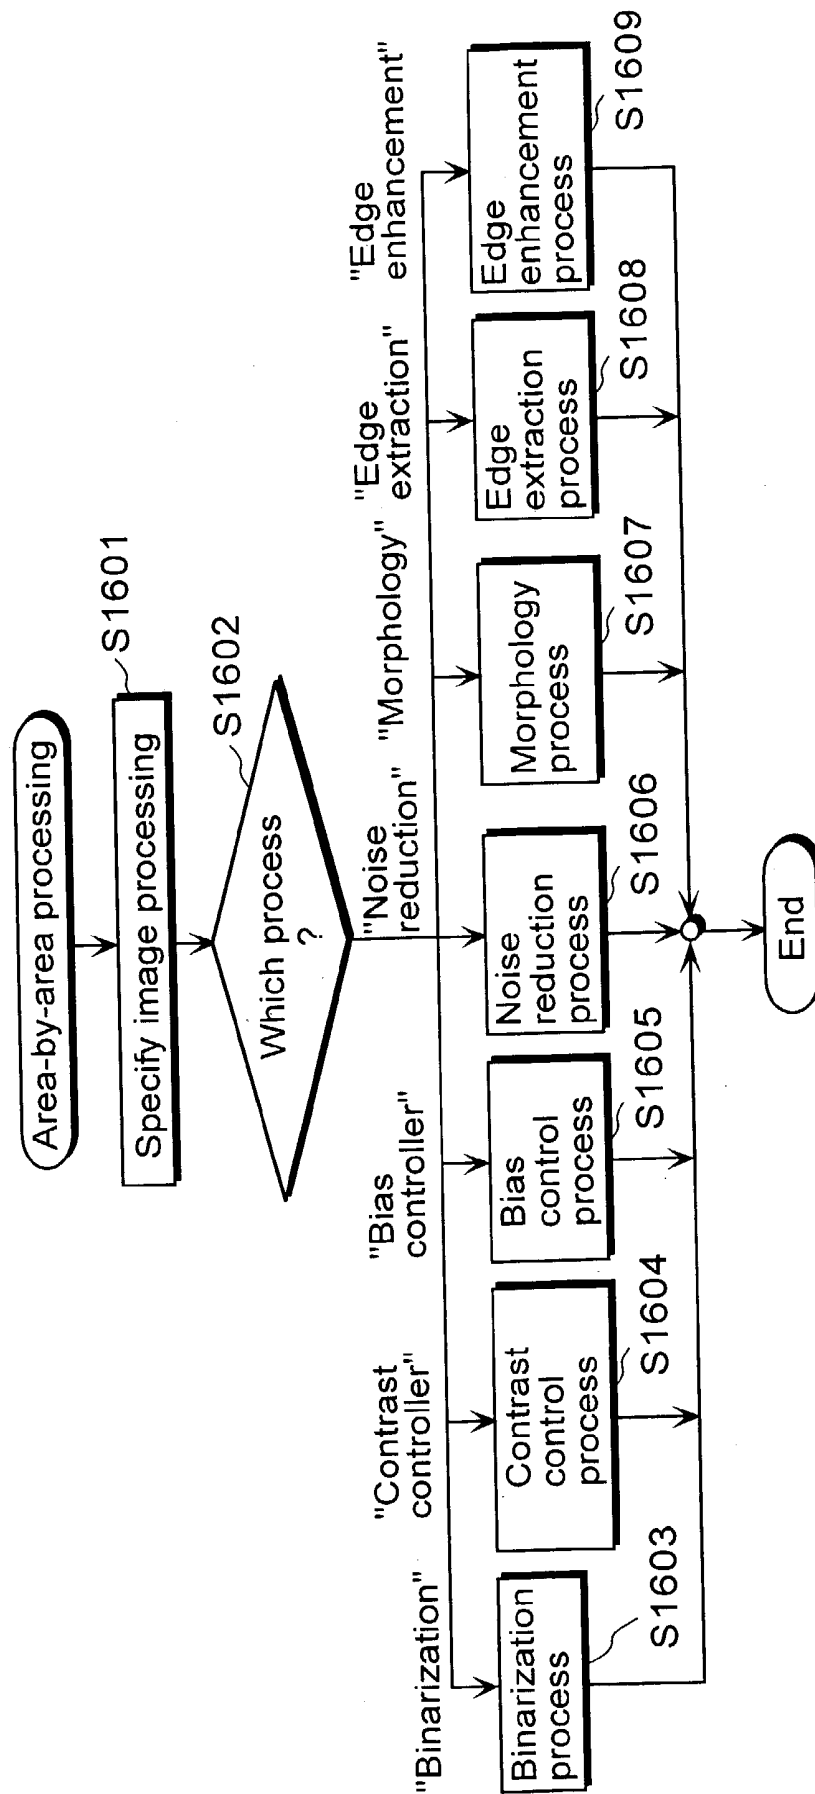 Area-by-area processing
Specify image processing
S1601
Which process
?
S1602
"Binarization"
"Contrast
controller"
"Bias
controller"
"Noise
reduction"
"Morphology"
"Edge
extraction"
"Edge
enhancement"
Binarization
process
S1603
Contrast
control
process
S1604
Bias
control
process
S1605
Noise
reduction
process
S1606
Morphology
process
S1607
Edge
extraction
process
S1608
Edge
enhancement
process
S1609
End